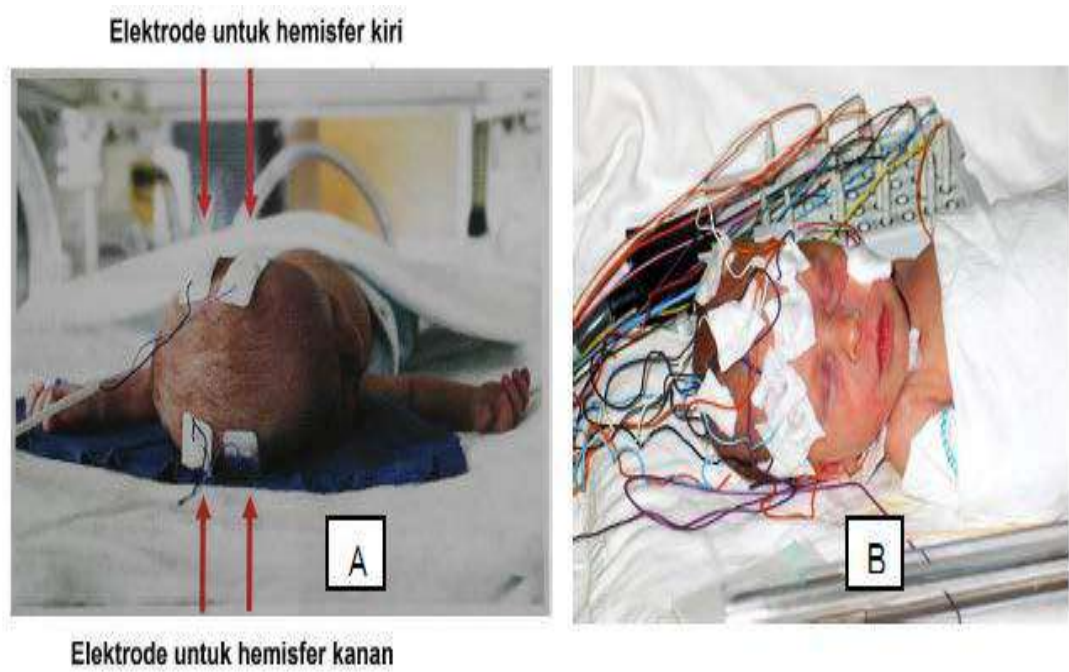 Elektrode untuk hemisfer kiri
A
B
Elektrode untuk hemisfer kanan